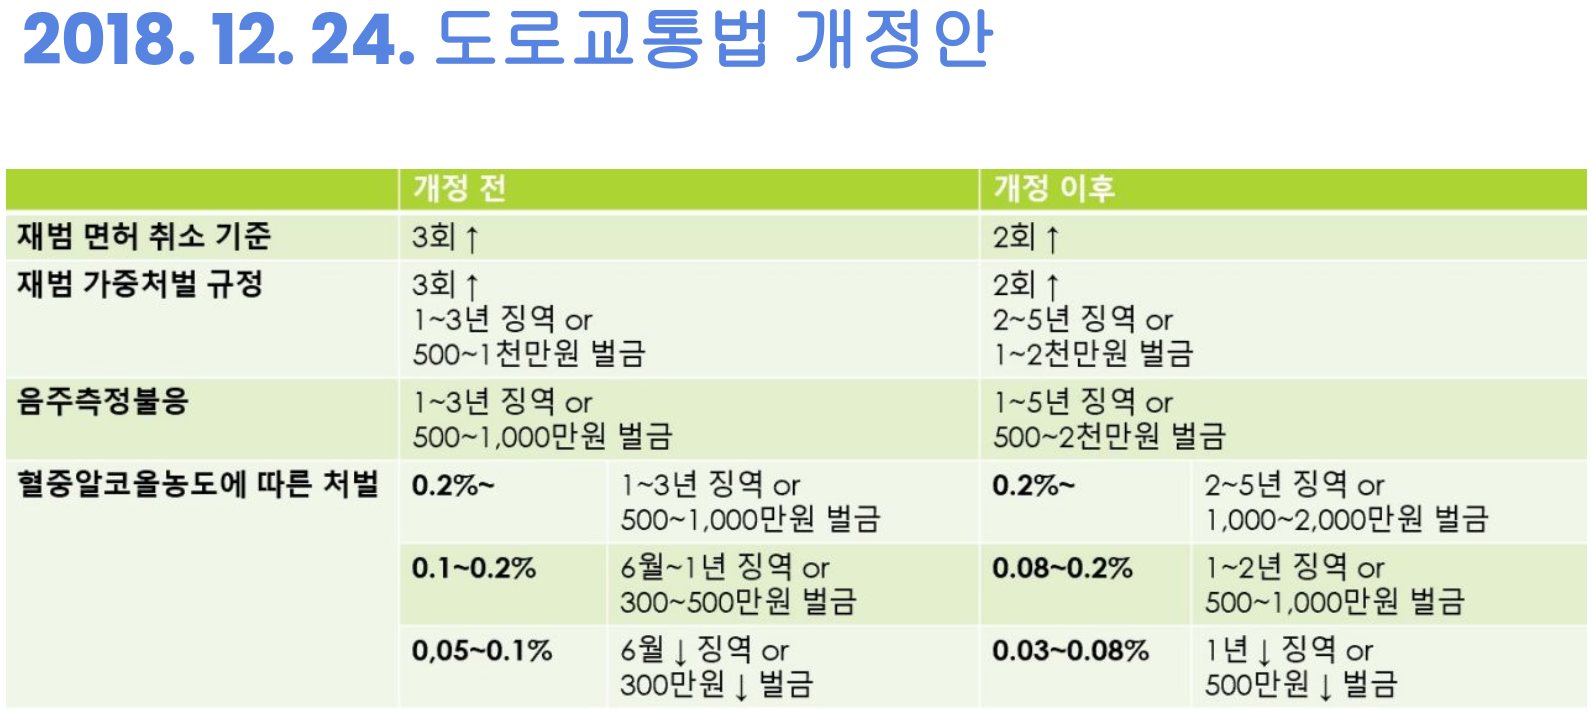 2018. 12. 24. 도로교통법 개정안
개정 전 개정 이후
재범 면허 취소 기준 3회 ↑ 2회 ↑
재범 가중처벌 규정 3회 ↑ 2회 ↑
1~3년 징역 or 2~5년 징역 or
500~1천만원 벌금 1~2천만원 벌금
음주측정불응 1~3년 징역 or 1~5년 징역 or
500~1,000만원 벌금 500~2천만원 벌금
혈중알코올농도에 따른 처벌 0.2%~ 1~3년 징역 or 0.2%~ 2~5년 징역 or
500~1,000만원 벌금 1,000~2,000만원 벌금
0.1~0.2% 6월~1년 징역 or 0.08~0.2% 1~2년 징역 or
300~500만원 벌금 500~1,000만원 벌금
0,05~0.1% 6월 ↓ 징역 or 0.03~0.08% 1년 ↓ 징역 or
300만원 ↓ 벌금 500만원 ↓ 벌금